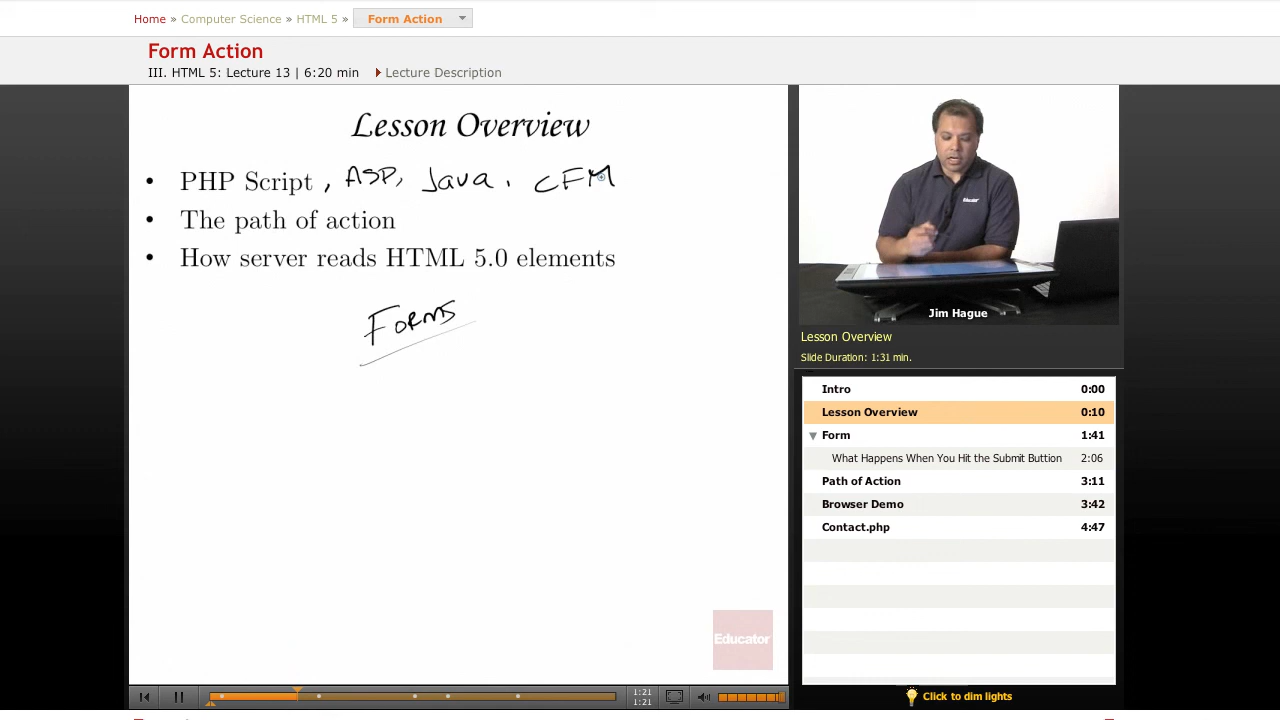 Home » Computer Science » HTML 5 » Form Action
Form Action
III. HTML 5: Lecture 13 | 6:20 min Lecture Description
Lesson Overview
• PHP Script , ASP, Java, CFM
• The path of action
• How server reads HTML 5.0 elements
Forms
Educator
1:21
1:21
Educator
Jim Hague
Lesson Overview
Slide Duration: 1:31 min.
Intro 0:00
Lesson Overview 0:10
Form 1:41
What Happens When You Hit the Submit Buttion 2:06
Path of Action 3:11
Browser Demo 3:42
Contact.php 4:47
Click to dim lights